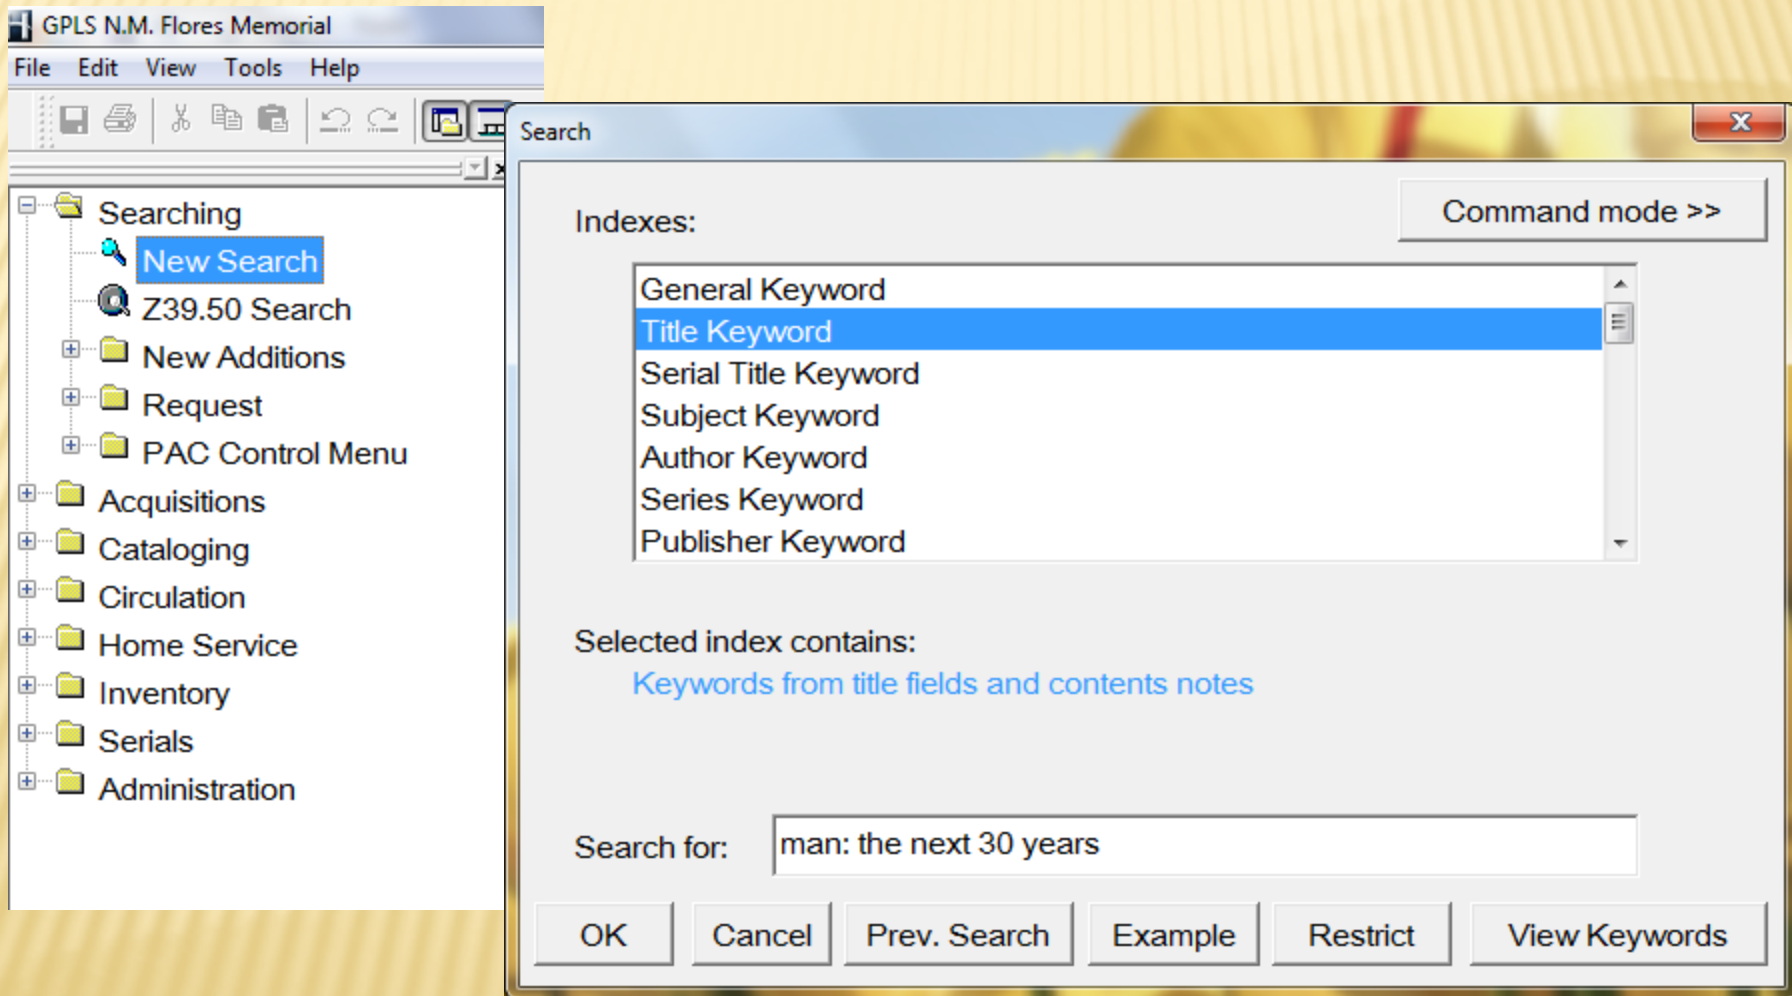 GPLS N.M. Flores Memorial
File Edit View Tools Help
Searching
New Search
Z39.50 Search
New Additions
Request
PAC Control Menu
Acquisitions
Cataloging
Circulation
Home Service
Inventory
Serials
Administration
Search
Command mode >>
Indexes:
General Keyword
Title Keyword
Serial Title Keyword
Subject Keyword
Author Keyword
Series Keyword
Publisher Keyword
Selected index contains:
Keywords from title fields and contents notes
Search for: man: the next 30 years
OK Cancel Prev. Search Example Restrict View Keywords